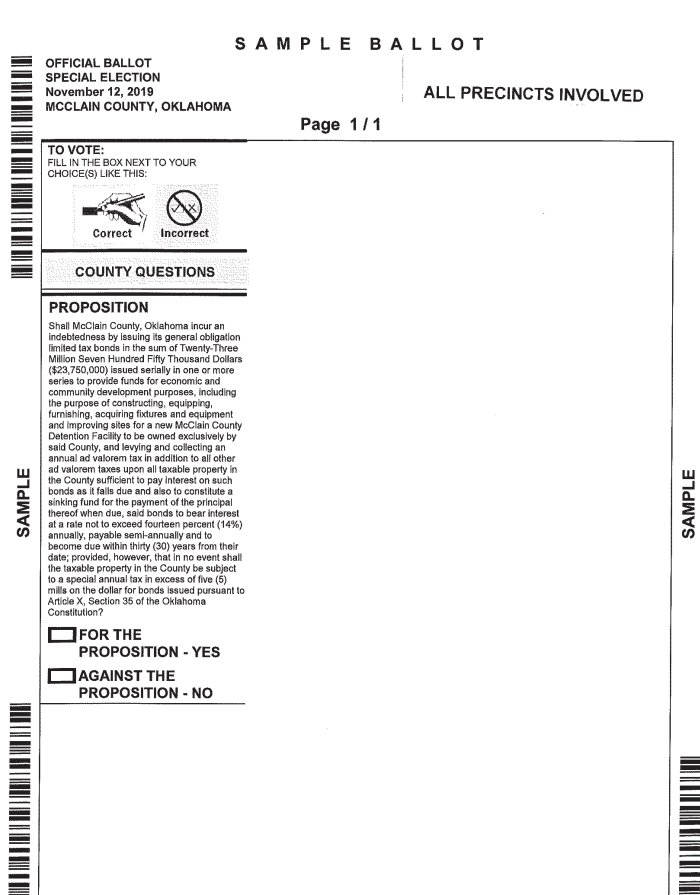 SAMPLE BALLOT
OFFICIAL BALLOT
SPECIAL ELECTION
November 12, 2019
MCCLAIN COUNTY, OKLAHOMA
ALL PRECINCTS INVOLVED
Page 1 / 1
TO VOTE:
FILL IN THE BOX NEXT TO YOUR
CHOICE(S) LIKE THIS:
Correct
Incorrect
COUNTY QUESTIONS
PROPOSITION
Shall McClain County, Oklahoma incur an
indebtedness by issuing its general obligation
limited tax bonds in the sum of Twenty-Three
Million Seven Hundred Fifty Thousand Dollars
($23,750,000) issued serially in one or more
series to provide funds for economic and
community development purposes, including
the purpose of constructing, equipping,
furnishing, acquiring fixtures and equipment
and improving sites for a new McClain County
Detention Facility to be owned exclusively by
said County, and levying and collecting an
annual ad valorem tax in addition to all other
ad valorem taxes upon all taxable property in
the County sufficient to pay interest on such
bonds as it falls due and also to constitute a
sinking fund for the payment of the principal
thereof when due, said bonds to bear interest
at a rate not to exceed fourteen percent (14%)
annually, payable semi-annually and to
become due within thirty (30) years from their
date; provided, however, that in no event shall
the taxable property in the County be subject
to a special annual tax in excess of five (5)
mills on the dollar for bonds issued pursuant to
Article X, Section 35 of the Oklahoma
Constitution?
FOR THE
PROPOSITION - YES
AGAINST THE
PROPOSITION - NO
SAMPLE
SAMPLE